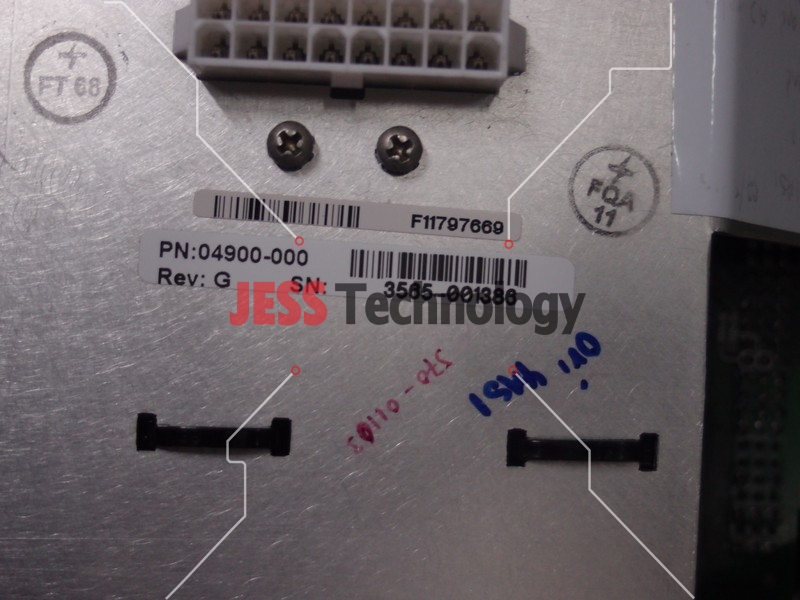 FT 68
FQA
11
F11797669
PN:04900-000
Rev: G SN: 3565-001386
JESS Technology